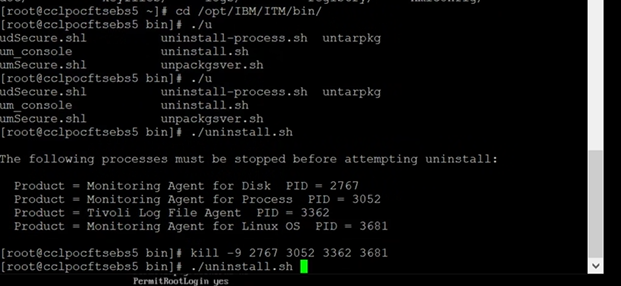 [root@cclpocftsebs5 ~]# cd /opt/IBM/ITM/bin/
[root@cclpocftsebs5 bin]# ./u
udSecure.shl uninstall-process.sh untarpkg
um_console uninstall.sh
umSecure.shl unpackgsver.sh
[root@cclpocftsebs5 bin]# ./u
udSecure.shl uninstall-process.sh untarpkg
um_console uninstall.sh
umSecure.shl unpackgsver.sh
[root@cclpocftsebs5 bin]# ./uninstall.sh
The following processes must be stopped before attempting uninstall:
Product = Monitoring Agent for Disk PID = 2767
Product = Monitoring Agent for Process PID = 3052
Product = Tivoli Log File Agent PID = 3362
Product = Monitoring Agent for Linux OS PID = 3681
[root@cclpocftsebs5 bin]# kill -9 2767 3052 3362 3681
[root@cclpocftsebs5 bin]# ./uninstall.sh
PermitRootLogin yes